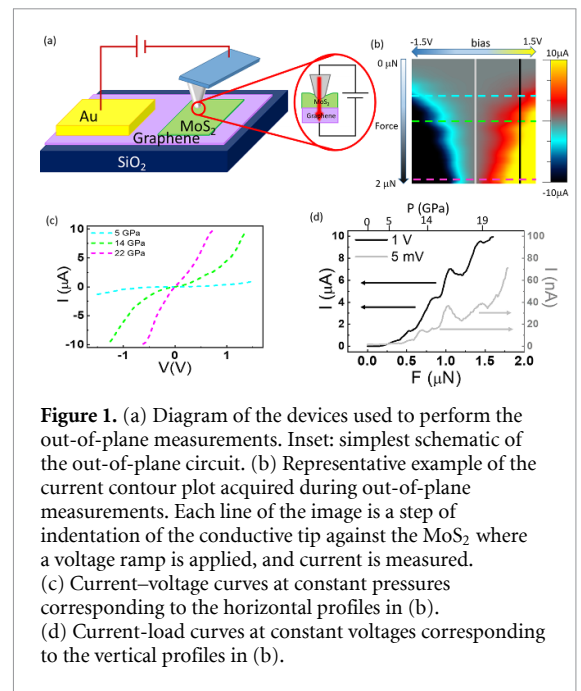 (a)
Au
MoS2
Graphene
SiO2
MoS2
Graphene
(b)
-1.5V bias 1.5V
0 µN
Force
2 µN
10µA
-10µA
(c)
5 GPa
14 GPa
22 GPa
I (µA)
10
5
0
-5
-10
-1 0 1
V(V)
(d)
P (GPa)
0 5 14 19
1 V
5 mV
I (µA)
10
8
6
4
2
0
100
80
60
40
20
0
I (nA)
0.0 0.5 1.0 1.5 2.0
F (µN)
Figure 1. (a) Diagram of the devices used to perform the
out-of-plane measurements. Inset: simplest schematic of
the out-of-plane circuit. (b) Representative example of the
current contour plot acquired during out-of-plane
measurements. Each line of the image is a step of
indentation of the conductive tip against the MoS2 where
a voltage ramp is applied, and current is measured.
(c) Current–voltage curves at constant pressures
corresponding to the horizontal profiles in (b).
(d) Current-load curves at constant voltages corresponding
to the vertical profiles in (b).